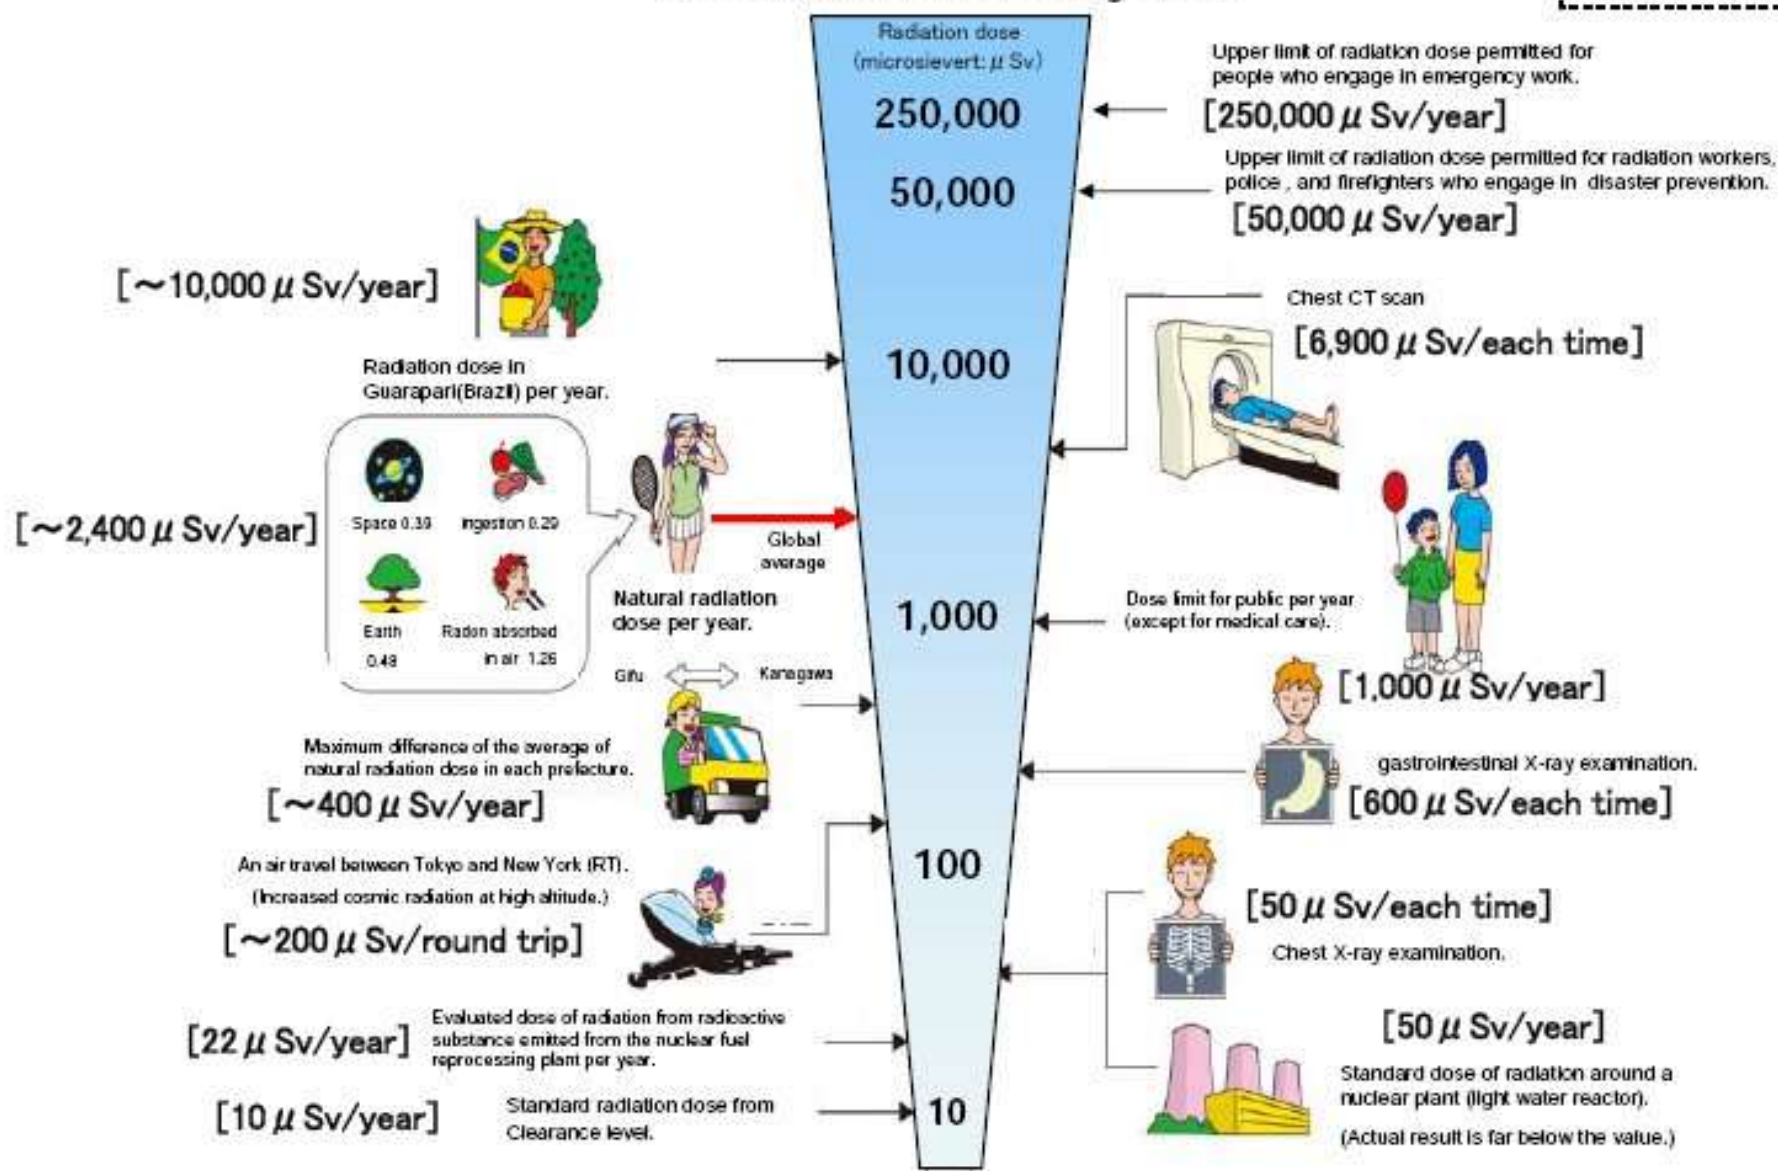 Radiation dose
(microsievert: μ Sv)
250,000
50,000
10,000
1,000
100
10
[~10,000 μ Sv/year]
Radiation dose in
Guarapari(Brazil) per year.
[~2,400 μ Sv/year]
Space 0.39
Ingestion 0.29
Earth
0.48
Radon absorbed
in air 1.26
Global
average
Natural radiation
dose per year.
Gifu
Kanagawa
Maximum difference of the average of
natural radiation dose in each prefecture.
[~400 μ Sv/year]
An air travel between Tokyo and New York (RT).
(Increased cosmic radiation at high altitude.)
[~200 μ Sv/round trip]
[22 μ Sv/year]
Evaluated dose of radiation from radioactive
substance emitted from the nuclear fuel
reprocessing plant per year.
[10 μ Sv/year]
Standard radiation dose from
Clearance level.
Upper limit of radiation dose permitted for
people who engage in emergency work.
[250,000 μ Sv/year]
Upper limit of radiation dose permitted for radiation workers,
police , and firefighters who engage in disaster prevention.
[50,000 μ Sv/year]
Chest CT scan
[6,900 μ Sv/each time]
Dose limit for public per year
(except for medical care).
[1,000 μ Sv/year]
gastrointestinal X-ray examination.
[600 μ Sv/each time]
[50 μ Sv/each time]
Chest X-ray examination.
[50 μ Sv/year]
Standard dose of radiation around a
nuclear plant (light water reactor).
(Actual result is far below the value.)